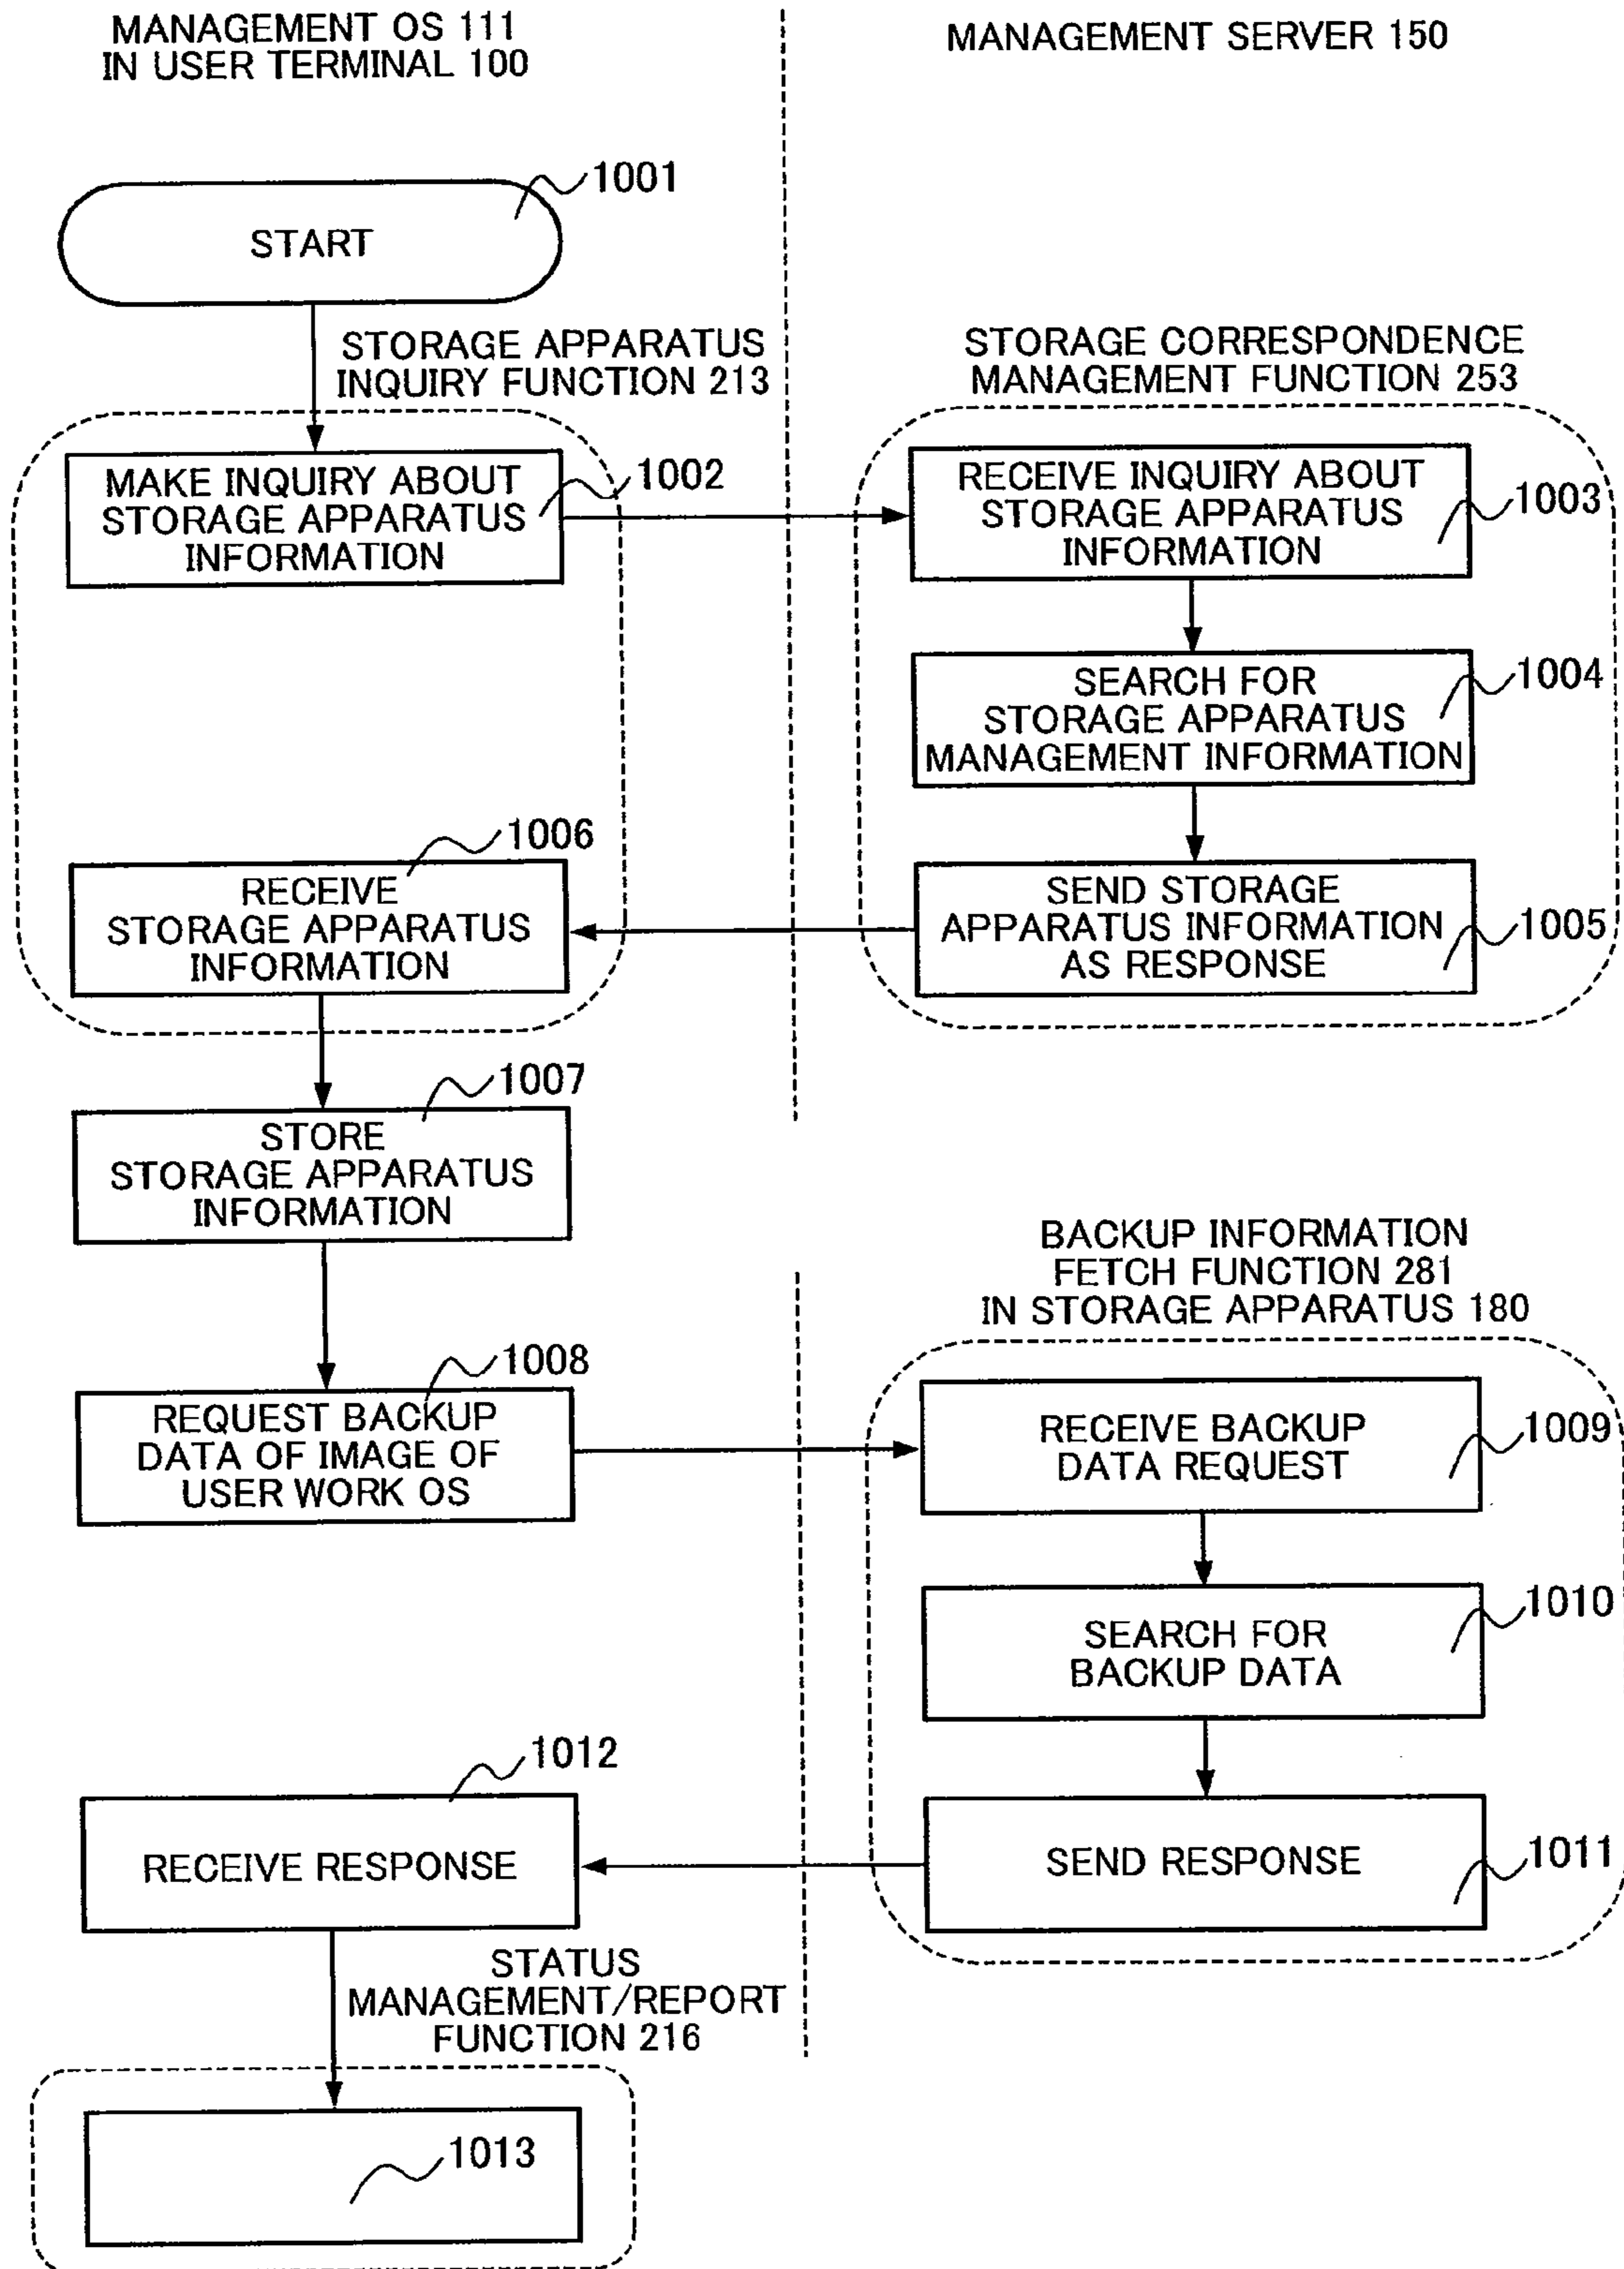 MANAGEMENT OS 111
IN USER TERMINAL 100
MANAGEMENT SERVER 150
1001
START
STORAGE APPARATUS
INQUIRY FUNCTION 213
STORAGE CORRESPONDENCE
MANAGEMENT FUNCTION 253
MAKE INQUIRY ABOUT
STORAGE APPARATUS
INFORMATION
1002
RECEIVE INQUIRY ABOUT
STORAGE APPARATUS
INFORMATION
1003
SEARCH FOR
STORAGE APPARATUS
MANAGEMENT INFORMATION
1004
1006
RECEIVE
STORAGE APPARATUS
INFORMATION
SEND STORAGE
APPARATUS INFORMATION
AS RESPONSE
1005
1007
STORE
STORAGE APPARATUS
INFORMATION
BACKUP INFORMATION
FETCH FUNCTION 281
IN STORAGE APPARATUS 180
1008
REQUEST BACKUP
DATA OF IMAGE OF
USER WORK OS
RECEIVE BACKUP
DATA REQUEST
1009
SEARCH FOR
BACKUP DATA
1010
1012
RECEIVE RESPONSE
SEND RESPONSE
1011
STATUS
MANAGEMENT/REPORT
FUNCTION 216
1013